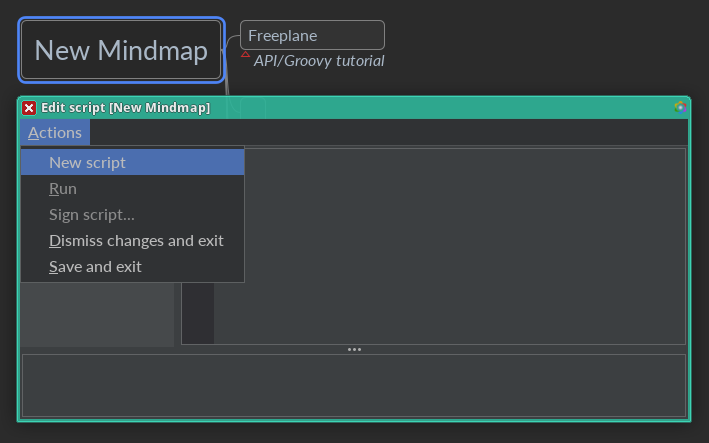 New Mindmap
Freeplane
API/Groovy tutorial
Edit script [New Mindmap]
Actions
New script
Run
Sign script...
Dismiss changes and exit
Save and exit